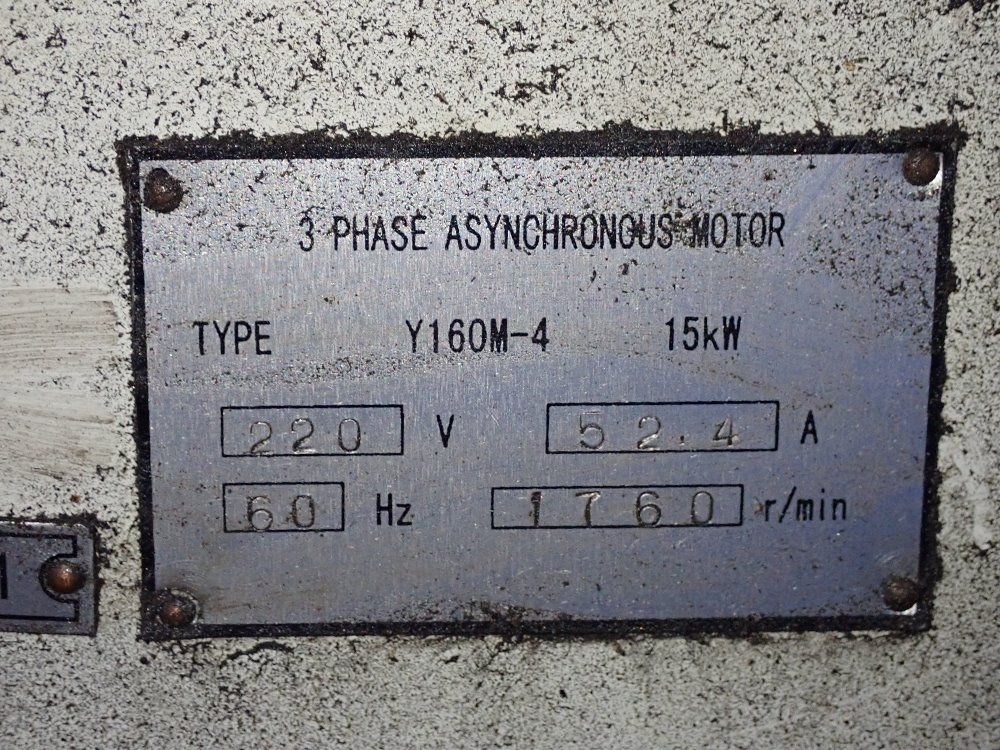 3 PHASE ASYNCHRONOUS MOTOR
TYPE Y160M-4 15kW
220 V 52.4 A
60 Hz 1760 r/min